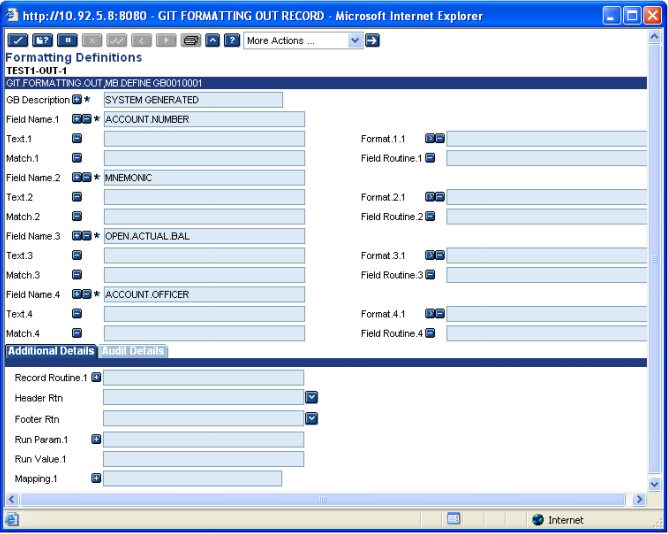 http://10.92.5.8:8080 - GIT FORMATTING OUT RECORD - Microsoft Internet Explorer
More Actions ...
Formatting Definitions
TEST1-OUT-1
GIT.FORMATTING.OUT,MB.DEFINE GB0010001
GB Description * SYSTEM GENERATED
Field Name.1 * ACCOUNT.NUMBER
Text.1 Format.1.1
Match.1 Field Routine.1
Field Name.2 * MNEMONIC
Text.2 Format.2.1
Match.2 Field Routine.2
Field Name.3 * OPEN.ACTUAL.BAL
Text.3 Format.3.1
Match.3 Field Routine.3
Field Name.4 * ACCOUNT.OFFICER
Text.4 Format.4.1
Match.4 Field Routine.4
Additional Details Audit Details
Record Routine.1
Header Rtn
Footer Rtn
Run Param.1
Run Value.1
Mapping.1
Internet